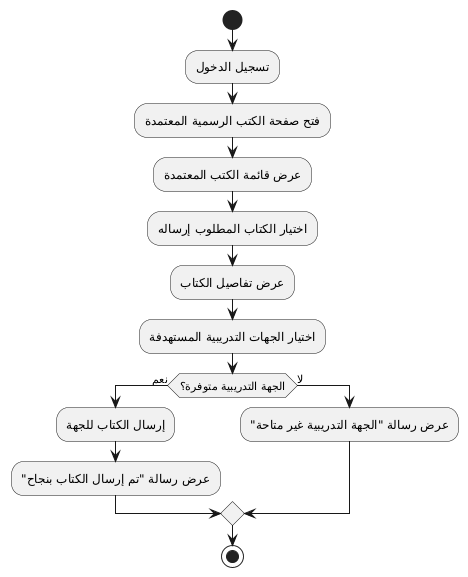 تسجيل الدخول
فتح صفحة الكتب الرسمية المعتمدة
عرض قائمة الكتب المعتمدة
اختيار الكتاب المطلوب إرساله
عرض تفاصيل الكتاب
اختيار الجهات التدريبية المستهدفة
الجهة التدريبية متوفرة؟
نعم
لا
إرسال الكتاب للجهة
عرض رسالة "الجهة التدريبية غير متاحة"
عرض رسالة "تم إرسال الكتاب بنجاح"